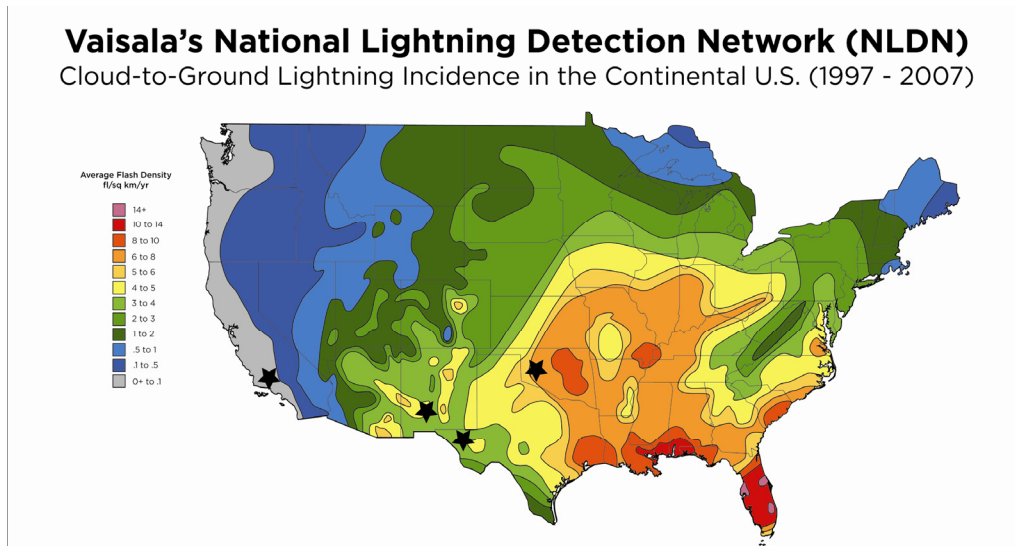 Vaisala's National Lightning Detection Network (NLDN)
Cloud-to-Ground Lightning Incidence in the Continental U.S. (1997 - 2007)
Average Flash Density
fl/sq km/yr
14+
10 to 14
8 to 10
6 to 8
5 to 6
4 to 5
3 to 4
2 to 3
1 to 2
.5 to 1
.1 to .5
0+ to .1